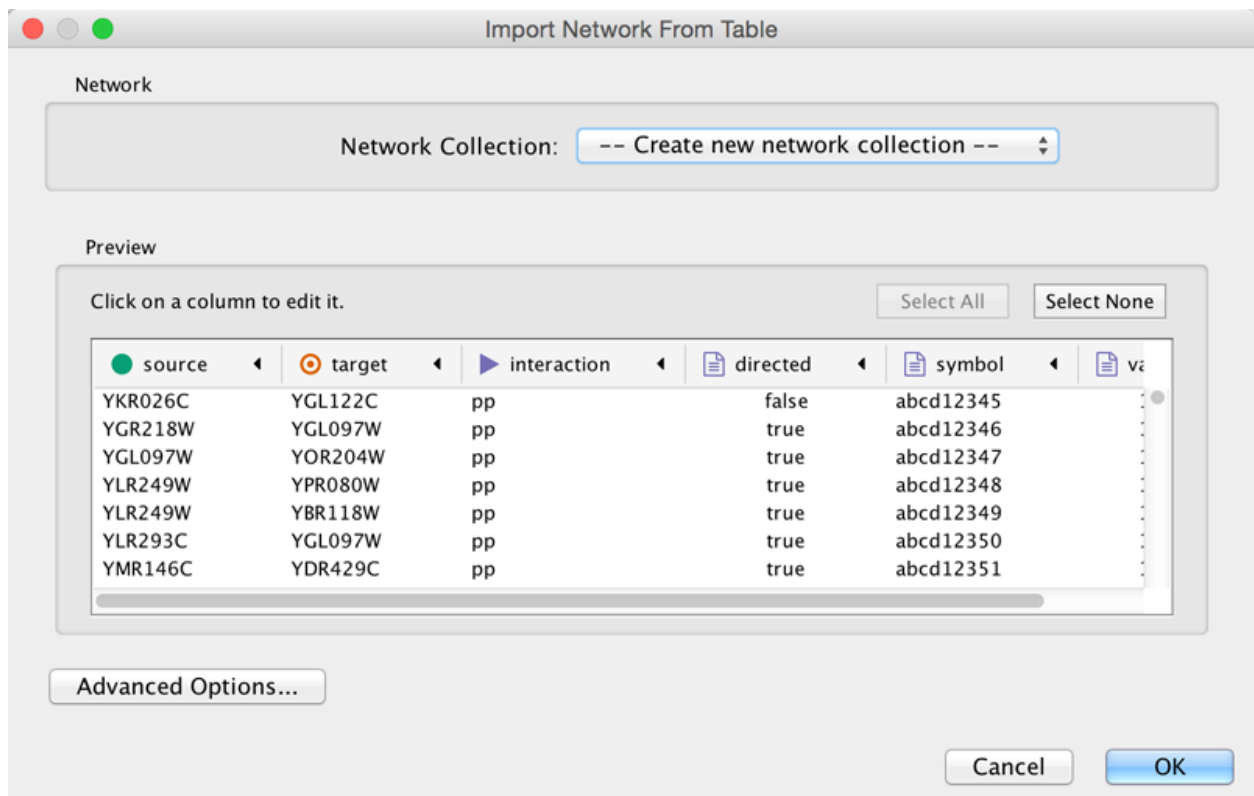 Import Network From Table
Network
Network Collection: -- Create new network collection --
Preview
Click on a column to edit it. Select All Select None
source target interaction directed symbol
YKR026C YGL122C pp false abcd12345
YGR218W YGL097W pp true abcd12346
YGL097W YOR204W pp true abcd12347
YLR249W YPR080W pp true abcd12348
YLR249W YBR118W pp true abcd12349
YLR293C YGL097W pp true abcd12350
YMR146C YDR429C pp true abcd12351
Advanced Options...
Cancel OK